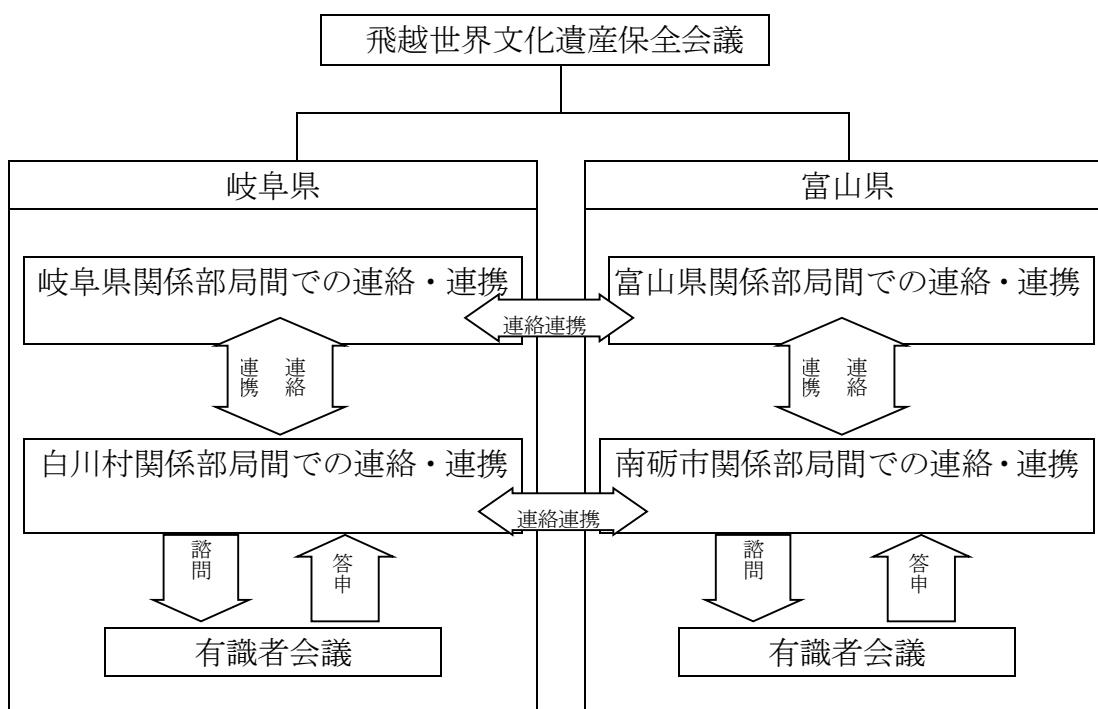 飛越世界文化遺産保全会議
岐阜県
富山県
岐阜県関係部局間での連絡・連携
富山県関係部局間での連絡・連携
連絡連携
連絡
連携
連絡
連携
白川村関係部局間での連絡・連携
南砺市関係部局間での連絡・連携
連絡連携
諮問
答申
諮問
答申
有識者会議
有識者会議